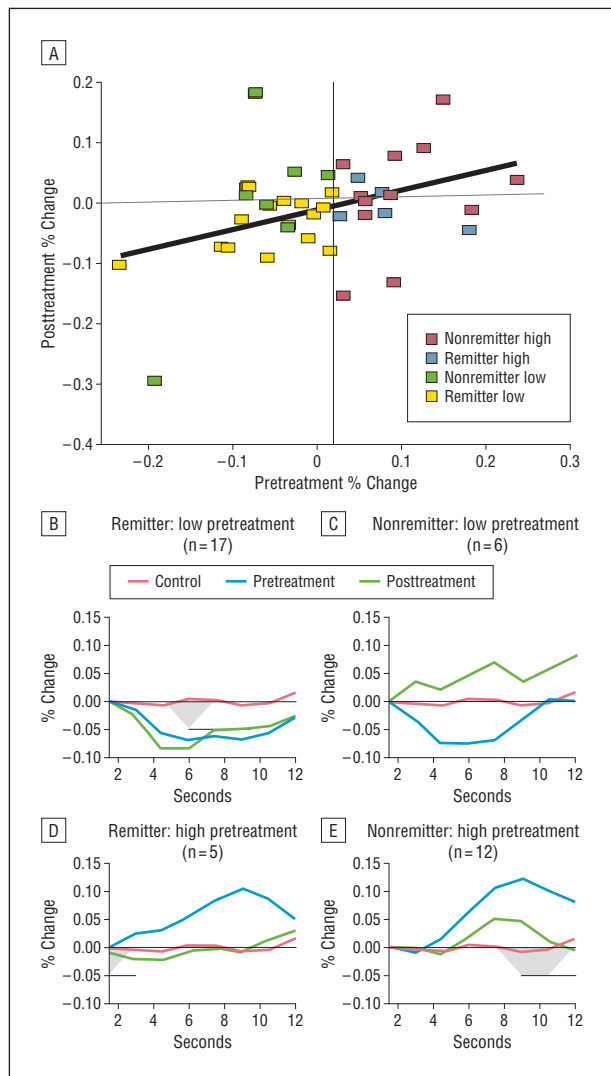 A
0.2
0.1
0.0
−0.1
−0.2
−0.3
−0.4
Posttreatment % Change
−0.2
−0.1
0
0.1
0.2
0.3
Pretreatment % Change
Nonremitter high
Remitter high
Nonremitter low
Remitter low
B
Remitter: low pretreatment
(n=17)
C
Nonremitter: low pretreatment
(n=6)
Control
Pretreatment
Posttreatment
0.15
0.10
0.05
0.00
−0.05
−0.10
% Change
2 4 6 8 10 12
Seconds
0.15
0.10
0.05
0.00
−0.05
−0.10
% Change
2 4 6 8 10 12
Seconds
D
Remitter: high pretreatment
(n=5)
0.15
0.10
0.05
0.00
−0.05
−0.10
% Change
2 4 6 8 10 12
Seconds
E
Nonremitter: high pretreatment
(n=12)
0.15
0.10
0.05
0.00
−0.05
−0.10
% Change
2 4 6 8 10 12
Seconds